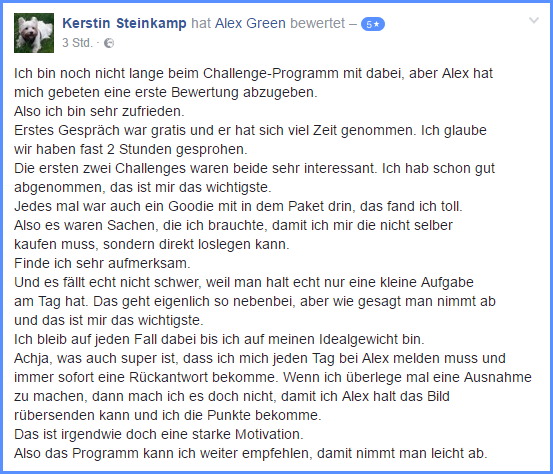 Kerstin Steinkamp hat Alex Green bewertet – 5★
3 Std. ·
Ich bin noch nicht lange beim Challenge-Programm mit dabei, aber Alex hat
mich gebeten eine erste Bewertung abzugeben.
Also ich bin sehr zufrieden.
Erstes Gespräch war gratis und er hat sich viel Zeit genommen. Ich glaube
wir haben fast 2 Stunden gesprohen.
Die ersten zwei Challenges waren beide sehr interessant. Ich hab schon gut
abgenommen, das ist mir das wichtigste.
Jedes mal war auch ein Goodie mit in dem Paket drin, das fand ich toll.
Also es waren Sachen, die ich brauchte, damit ich mir die nicht selber
kaufen muss, sondern direkt loslegen kann.
Finde ich sehr aufmerksam.
Und es fällt echt nicht schwer, weil man halt echt nur eine kleine Aufgabe
am Tag hat. Das geht eigenlich so nebenbei, aber wie gesagt man nimmt ab
und das ist mir das wichtigste.
Ich bleib auf jeden Fall dabei bis ich auf meinen Idealgewicht bin.
Achja, was auch super ist, dass ich mich jeden Tag bei Alex melden muss und
immer sofort eine Rückantwort bekomme. Wenn ich überlege mal eine Ausnahme
zu machen, dann mach ich es doch nicht, damit ich Alex halt das Bild
rübersenden kann und ich die Punkte bekomme.
Das ist irgendwie doch eine starke Motivation.
Also das Programm kann ich weiter empfehlen, damit nimmt man leicht ab.